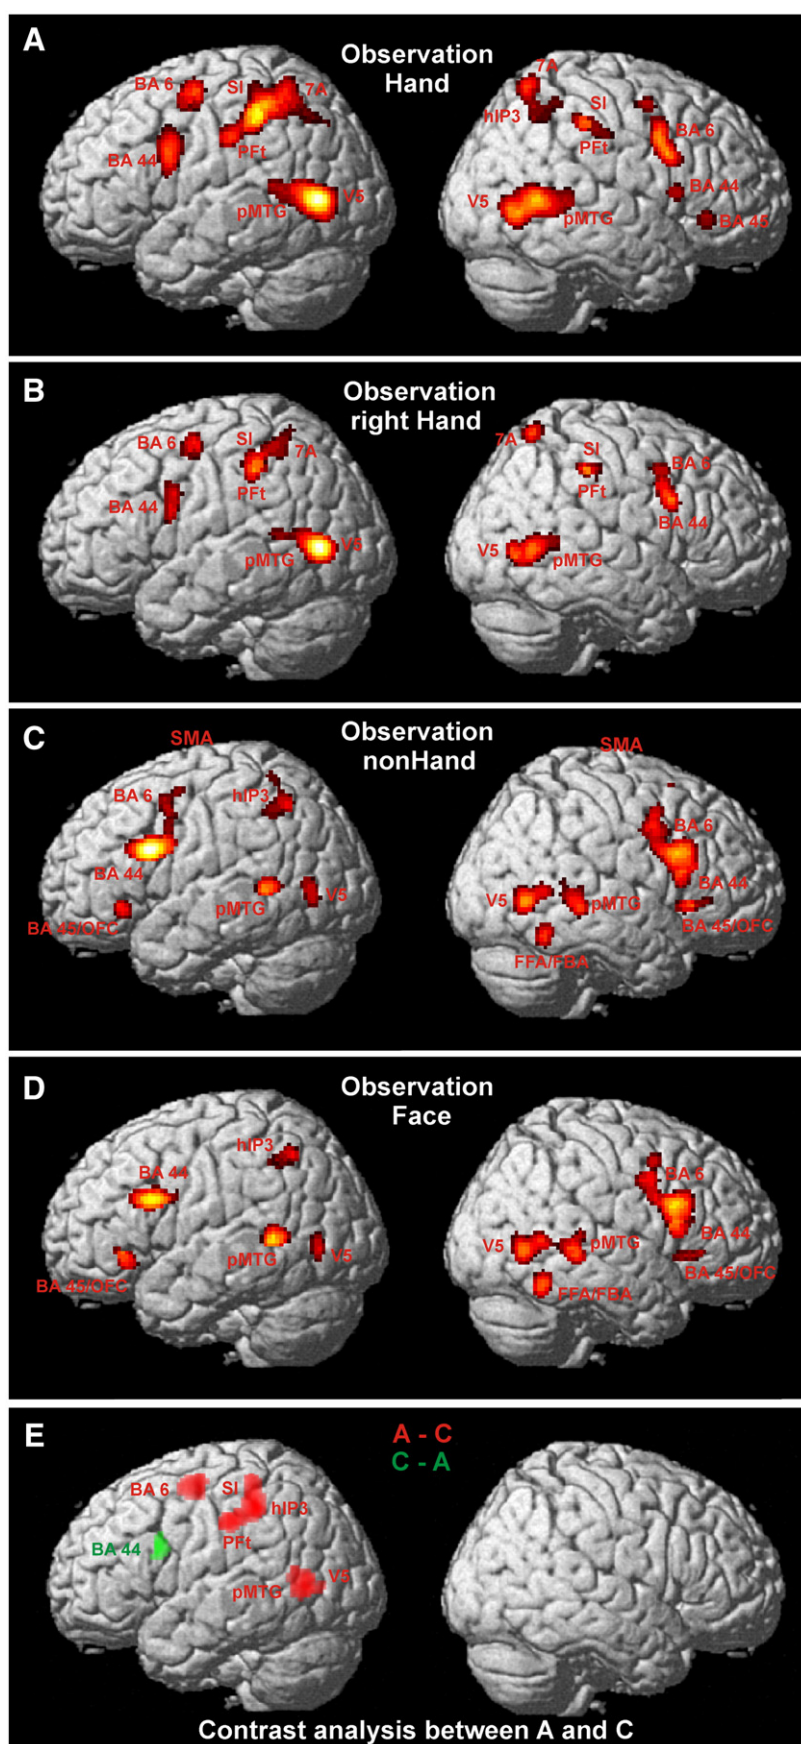 A
Observation
Hand
BA 6
SI
7A
BA 44
PFt
pMTG
V5
7A
hIP3
SI
PFt
BA 6
BA 44
V5
pMTG
BA 45
B
Observation
right Hand
BA 6
SI
7A
PFt
BA 44
pMTG
V5
7A
SI
PFt
BA 6
BA 44
V5
pMTG
C
Observation
nonHand
SMA
BA 6
hIP3
BA 44
pMTG
V5
BA 45/OFC
SMA
BA 6
BA 44
V5
pMTG
BA 45/OFC
FFA/FBA
D
Observation
Face
hIP3
BA 44
pMTG
V5
BA 45/OFC
BA 6
BA 44
V5
pMTG
BA 45/OFC
FFA/FBA
E
A - C
C - A
BA 6
SI
hIP3
PFt
BA 44
pMTG
V5
Contrast analysis between A and C